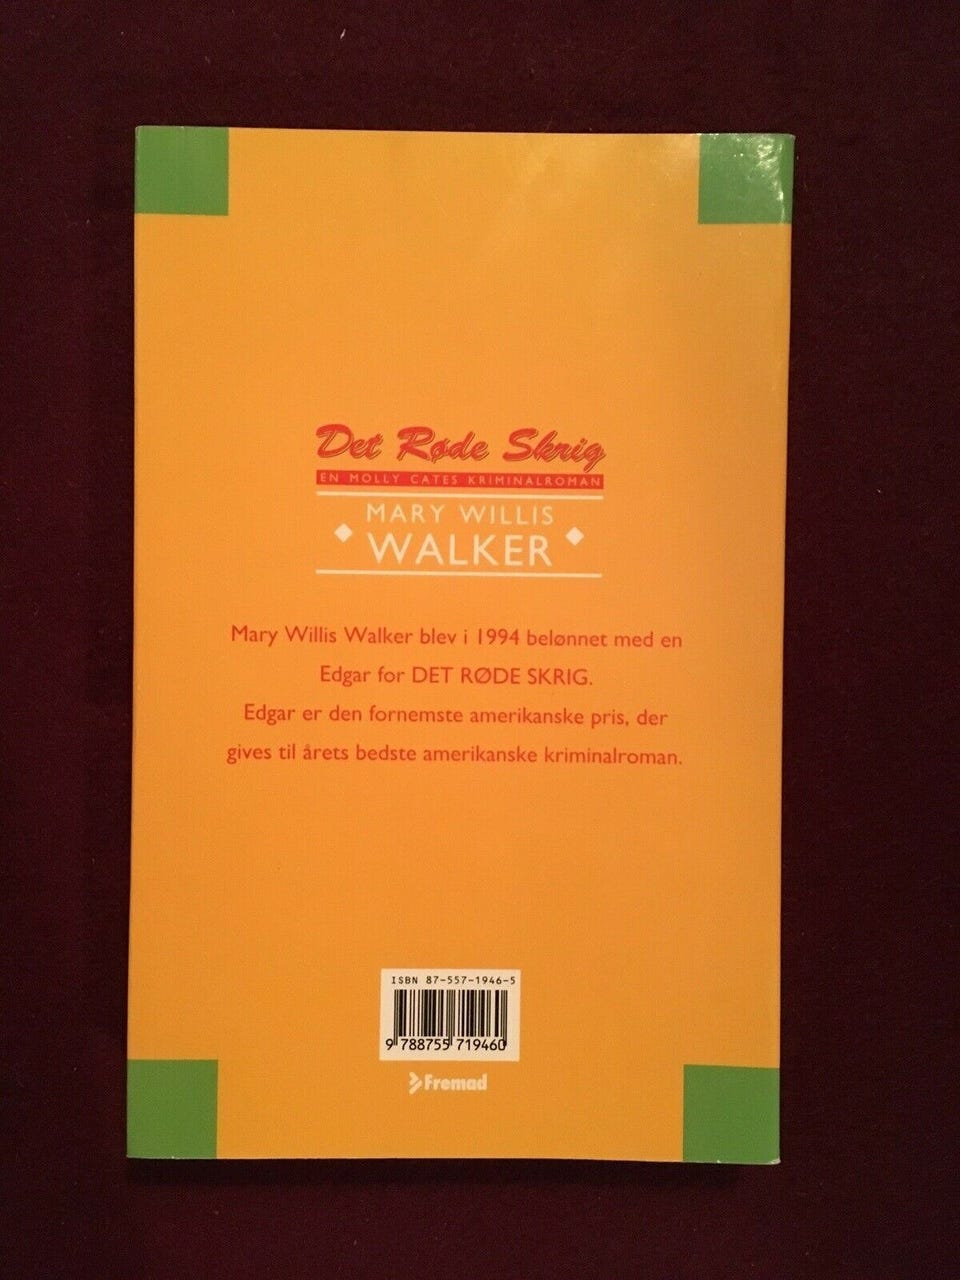 Det Røde Skrig
EN MOLLY CATES KRIMINALROMAN
MARY WILLIS
WALKER
Mary Willis Walker blev i 1994 belønnet med en
Edgar for DET RØDE SKRIG.
Edgar er den fornemste amerikanske pris, der
gives til årets bedste amerikanske kriminalroman.
ISBN 87-557-1946-5
9 788755 719460
Fremad